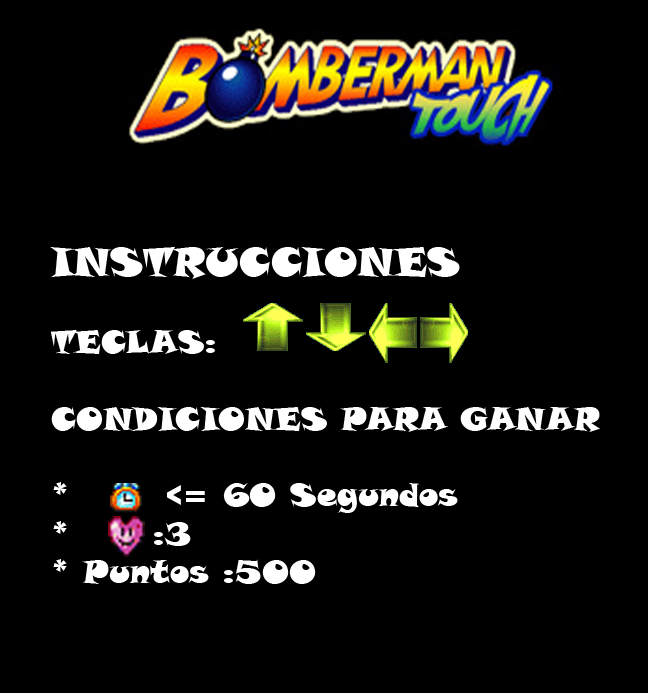 BOMBERMAN
TOUCH
INSTRUCCIONES
TECLAS:
CONDICIONES PARA GANAR
* <= 60 Segundos
* :3
* Puntos :500